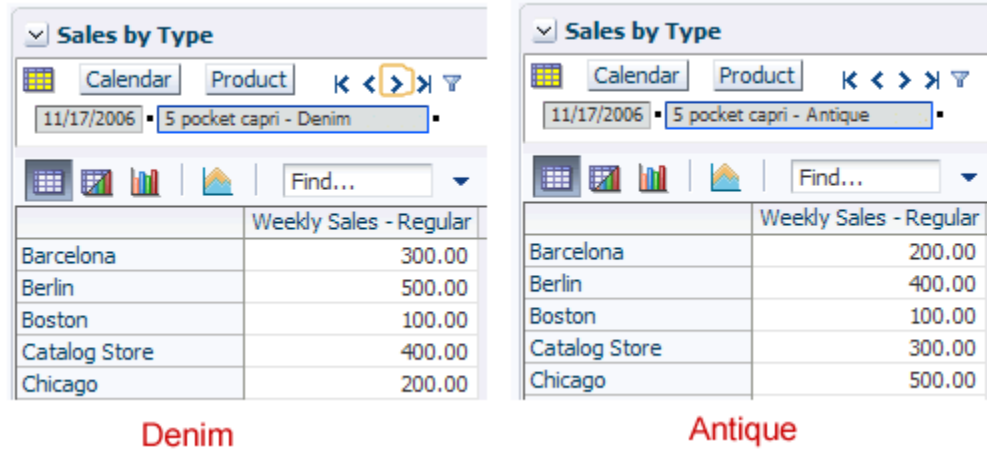 Sales by Type
Calendar Product
11/17/2006 5 pocket capri - Denim
Find...
Weekly Sales - Regular
Barcelona 300.00
Berlin 500.00
Boston 100.00
Catalog Store 400.00
Chicago 200.00
Denim
Sales by Type
Calendar Product
11/17/2006 5 pocket capri - Antique
Find...
Weekly Sales - Regular
Barcelona 200.00
Berlin 400.00
Boston 100.00
Catalog Store 300.00
Chicago 500.00
Antique